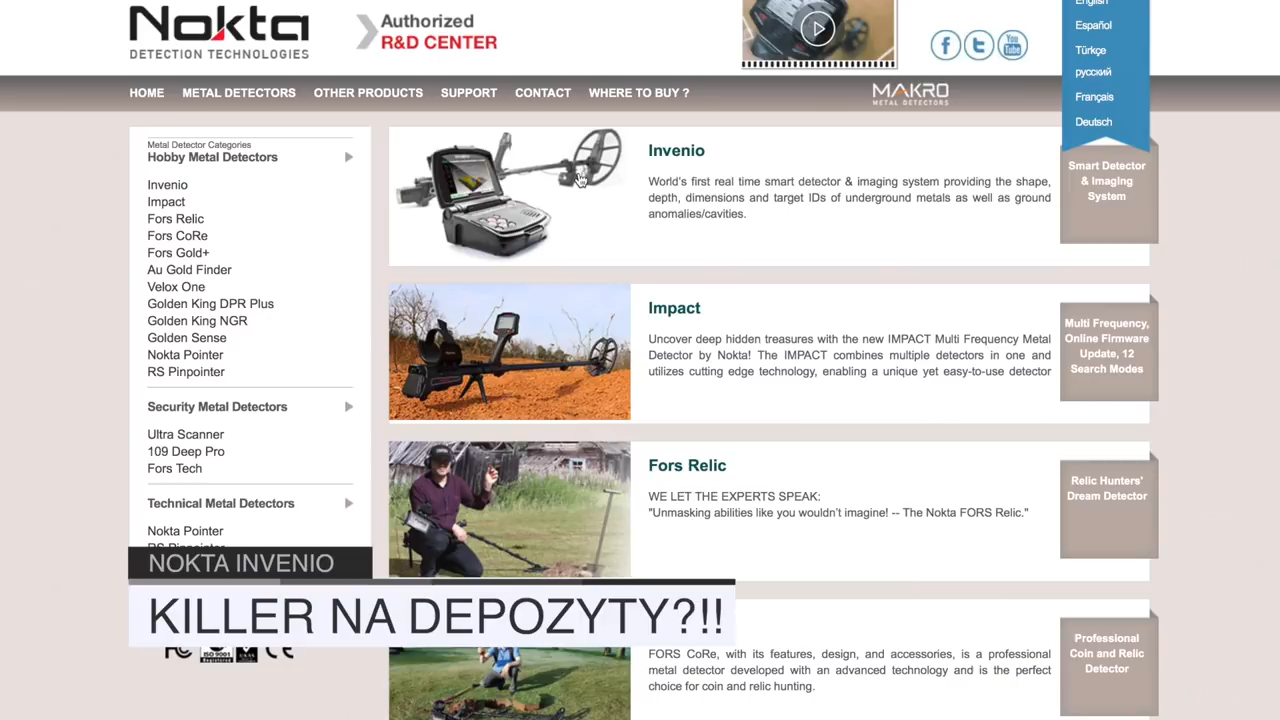 Nokta
DETECTION TECHNOLOGIES
Authorized
R&D CENTER
f
t
You
Tube
English
Español
Türkçe
русский
Français
Deutsch
HOME
METAL DETECTORS
OTHER PRODUCTS
SUPPORT
CONTACT
WHERE TO BUY ?
MAKRO
METAL DETECTORS
Metal Detector Categories
Hobby Metal Detectors
Invenio
Impact
Fors Relic
Fors CoRe
Fors Gold+
Au Gold Finder
Velox One
Golden King DPR Plus
Golden King NGR
Golden Sense
Nokta Pointer
RS Pinpointer
Security Metal Detectors
Ultra Scanner
109 Deep Pro
Fors Tech
Technical Metal Detectors
Nokta Pointer
RS Pinpointer
Invenio
World's first real time smart detector & imaging system providing the shape,
depth, dimensions and target IDs of underground metals as well as ground
anomalies/cavities.
Smart Detector
& Imaging
System
Impact
Uncover deep hidden treasures with the new IMPACT Multi Frequency Metal
Detector by Nokta! The IMPACT combines multiple detectors in one and
utilizes cutting edge technology, enabling a unique yet easy-to-use detector
Multi Frequency,
Online Firmware
Update, 12
Search Modes
Fors Relic
WE LET THE EXPERTS SPEAK:
"Unmasking abilities like you wouldn't imagine! -- The Nokta FORS Relic."
Relic Hunters'
Dream Detector
NOKTA INVENIO
KILLER NA DEPOZYTY?!!
FORS CoRe, with its features, design, and accessories, is a professional
metal detector developed with an advanced technology and is the perfect
choice for coin and relic hunting.
Professional
Coin and Relic
Detector
FC
ISO 9001
Registered
UKAS
CE